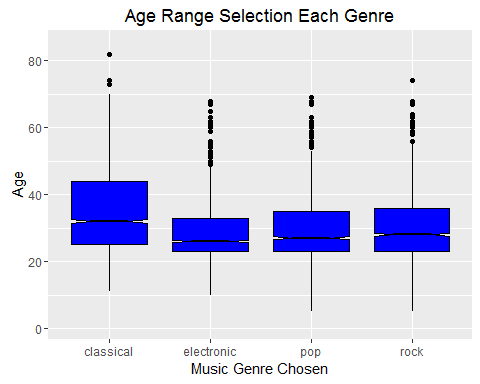 Age Range Selection Each Genre
Age
80
60
40
20
0
classical electronic pop rock
Music Genre Chosen